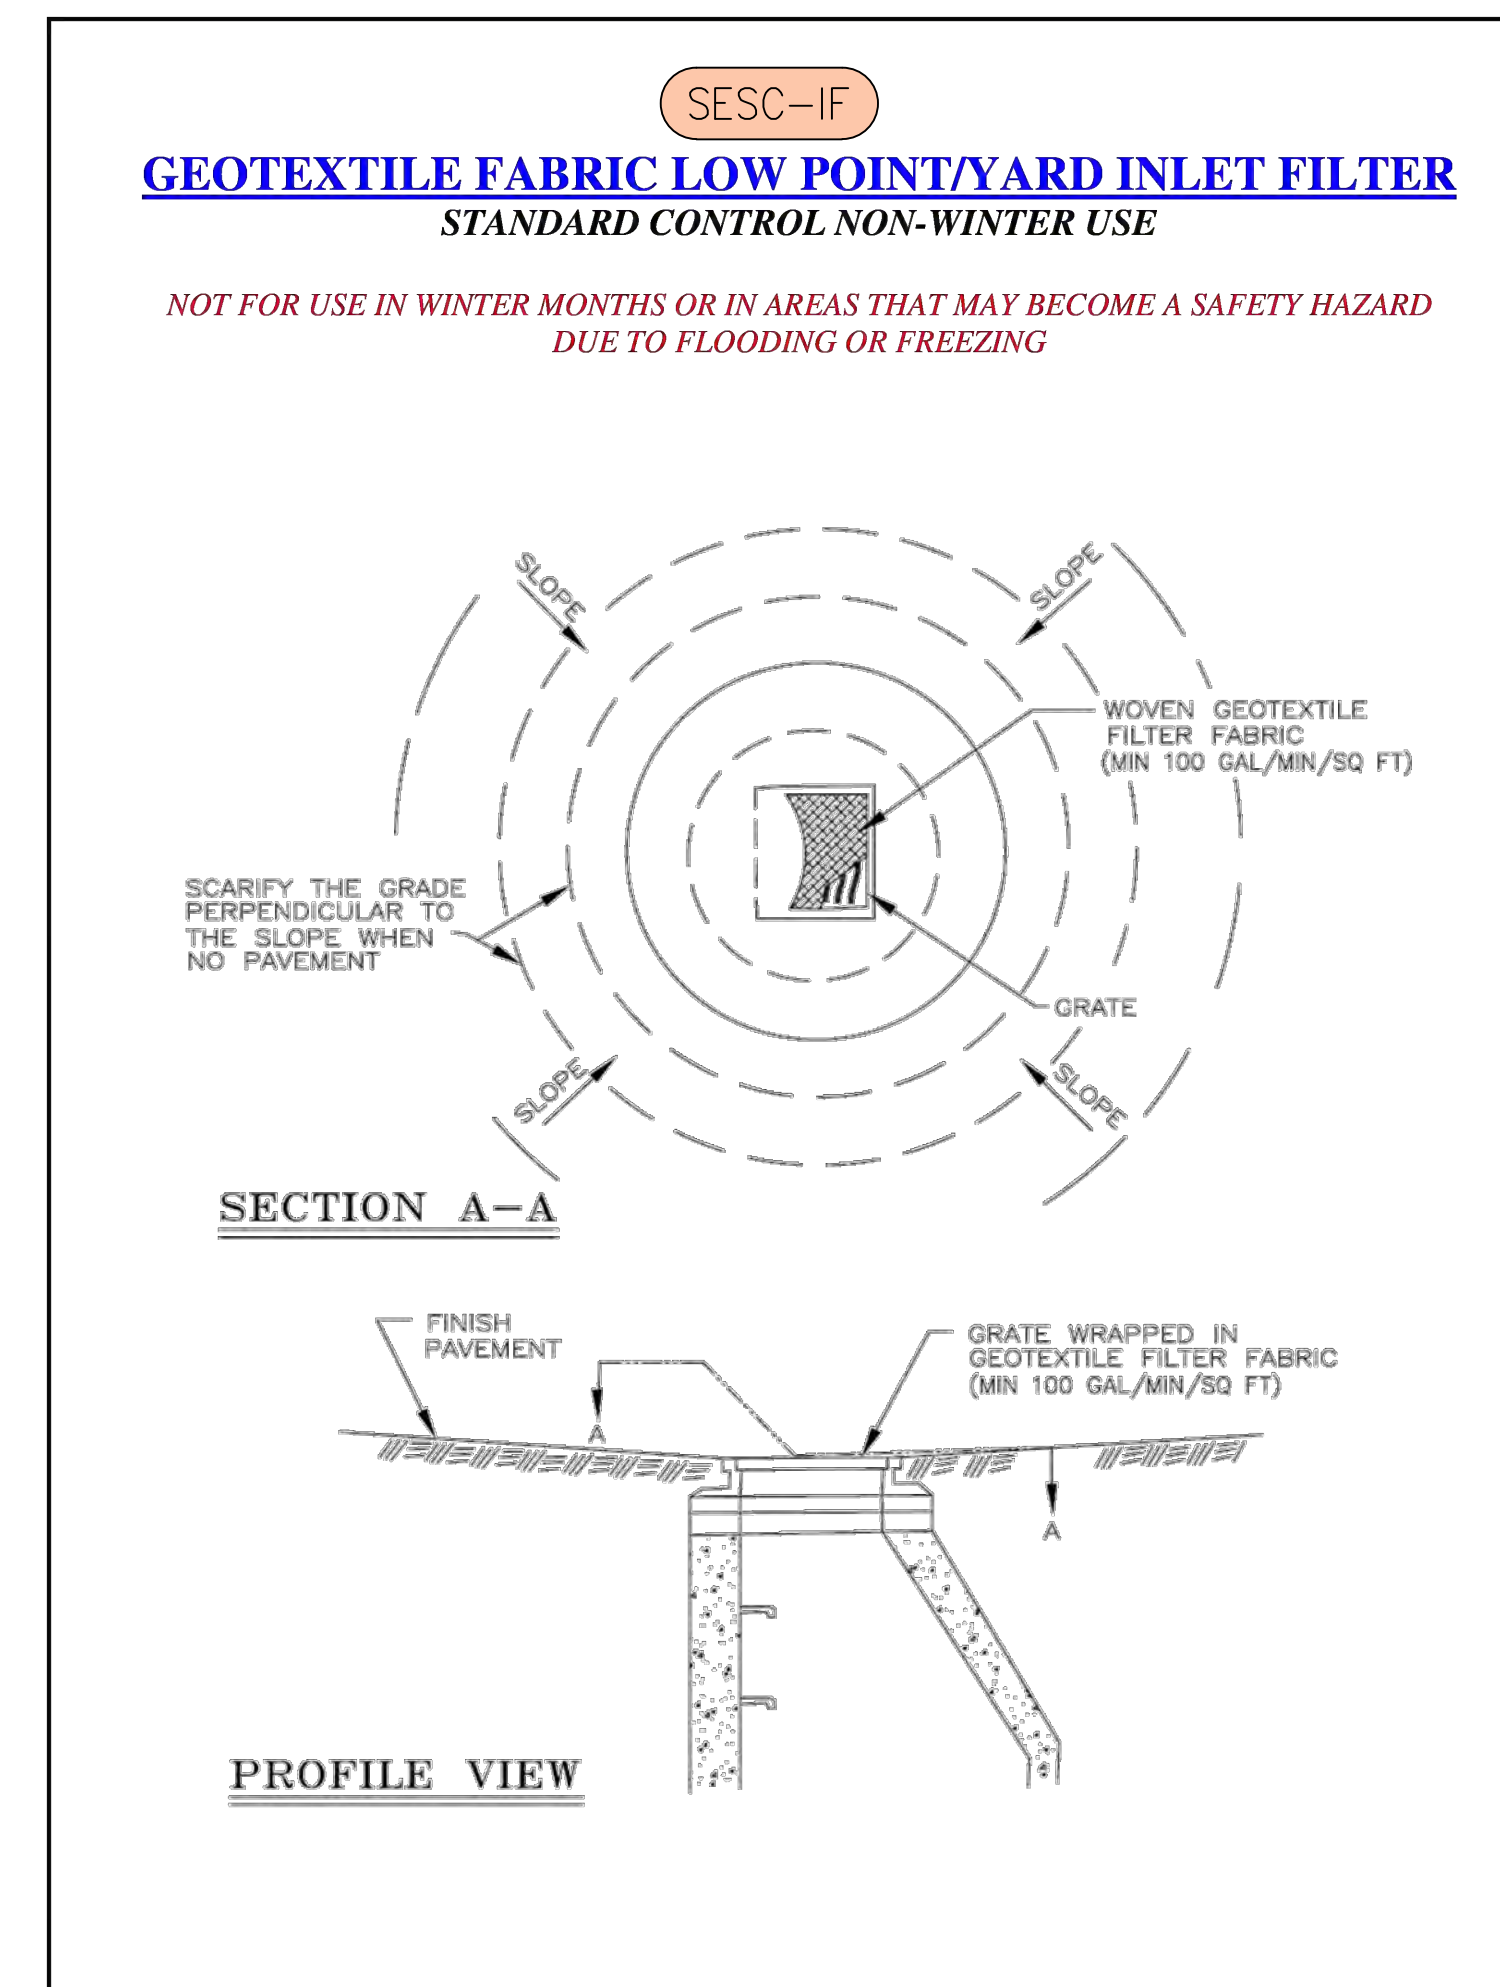 SESC-IF
GEOTEXTILE FABRIC LOW POINT/YARD INLET FILTER
STANDARD CONTROL NON-WINTER USE
NOT FOR USE IN WINTER MONTHS OR IN AREAS THAT MAY BECOME A SAFETY HAZARD
DUE TO FLOODING OR FREEZING
SLOPE
SLOPE
WOVEN GEOTEXTILE
FILTER FABRIC
(MIN 100 GAL/MIN/SQ FT)
SCARIFY THE GRADE
PERPENDICULAR TO
THE SLOPE WHEN
NO PAVEMENT
GRATE
SLOPE
SLOPE
SECTION A-A
FINISH
PAVEMENT
GRATE WRAPPED IN
GEOTEXTILE FILTER FABRIC
(MIN 100 GAL/MIN/SQ FT)
A
A
PROFILE VIEW